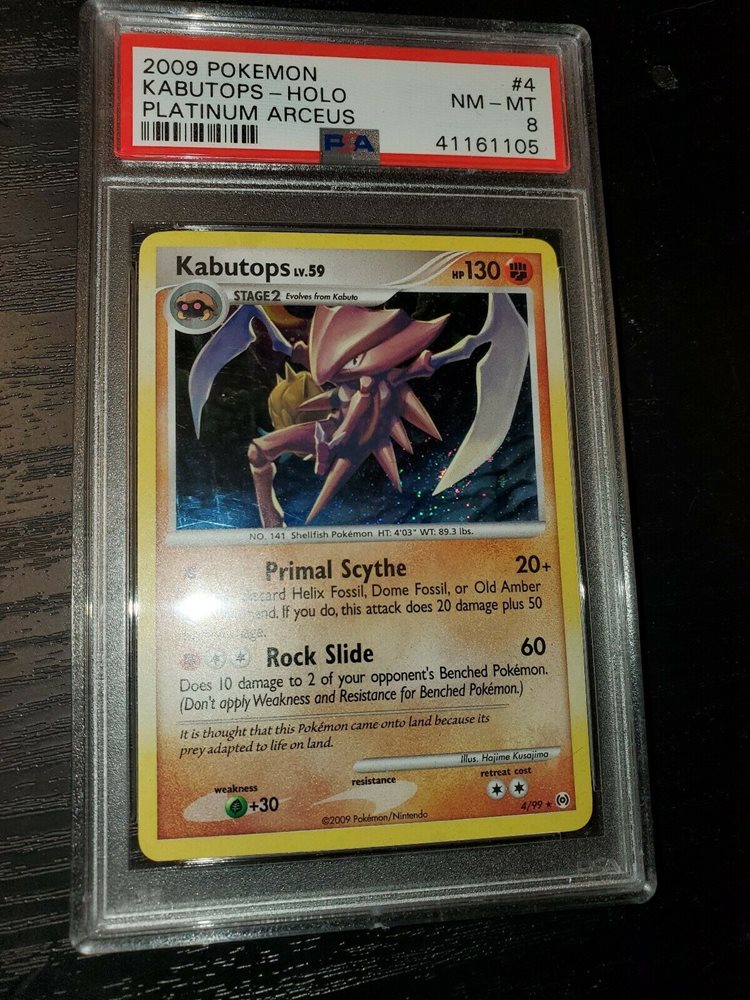 2009 POKEMON #4
KABUTOPS – HOLO NM – MT
PLATINUM ARCEUS 8
PSA 41161105
Kabutops LV.59 HP 130
STAGE2 Evolves from Kabuto
NO. 141 Shellfish Pokémon HT: 4'03" WT: 89.3 lbs.
Primal Scythe 20+
Helix Fossil, Dome Fossil, or Old Amber
If you do, this attack does 20 damage plus 50
Rock Slide 60
Does 10 damage to 2 of your opponent's Benched Pokémon.
(Don't apply Weakness and Resistance for Benched Pokémon.)
It is thought that this Pokémon came onto land because its
prey adapted to life on land.
Illus. Hajime Kusajima
weakness resistance retreat cost
+30
4/99
©2009 Pokémon/Nintendo